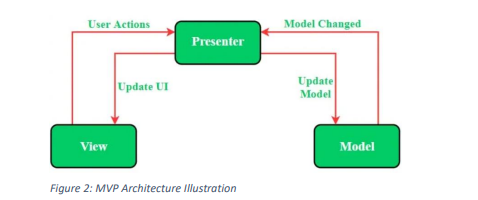 User Actions
Model Changed
Presenter
Update UI
Update
Model
View
Model
Figure 2: MVP Architecture Illustration